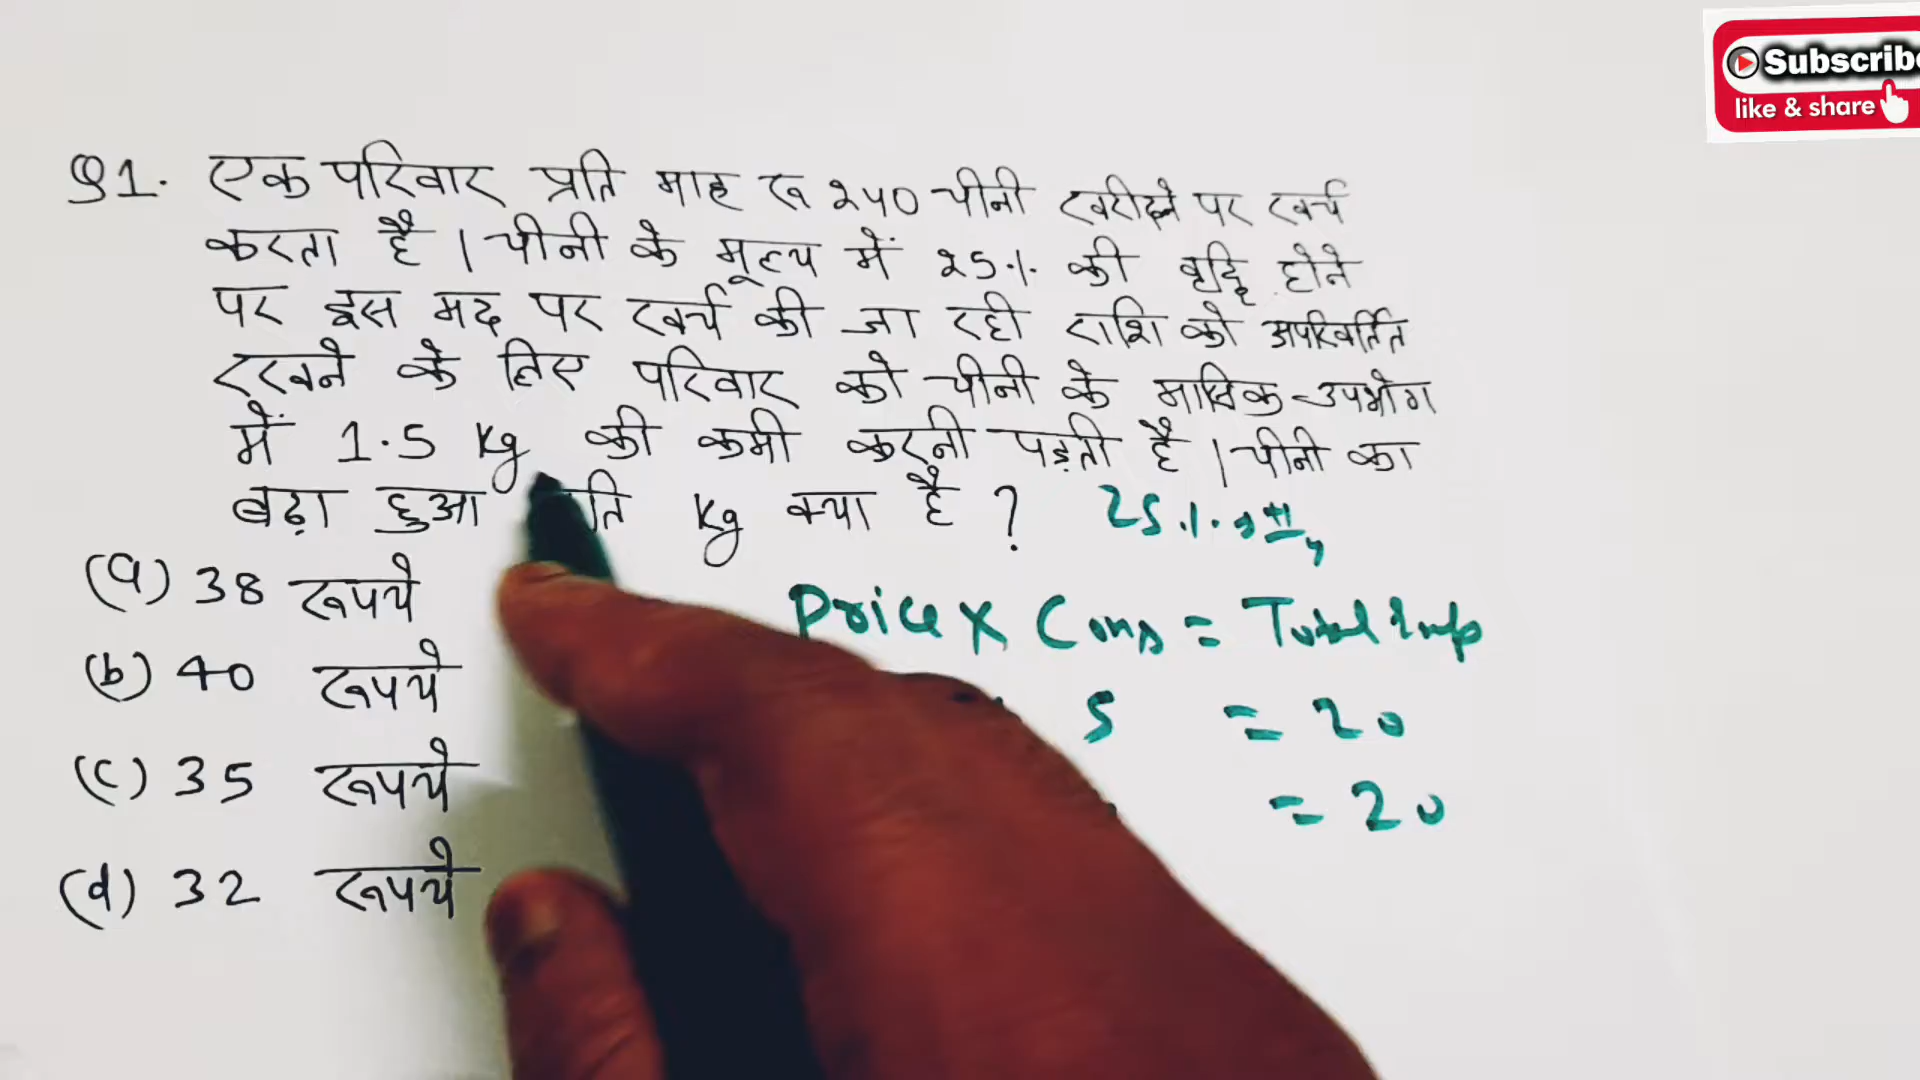 Subscribe
like & share
Q1. एक परिवार प्रति माह रु २५० चीनी खरीदने पर खर्च
करता है। चीनी के मूल्य में २5% की वृद्धि होने
पर इस मद पर खर्च की जा रही राशि को अपरिवर्तित
रखने के लिए परिवार को चीनी के मासिक उपभोग
में 1.5 kg की कमी करनी पड़ती है। चीनी का
बढ़ा हुआ kg क्या है ?
25%
(a) 38 रूपये
Price x Cons = Total
(b) 40 रूपये
5 = 20
(c) 35 रूपये
= 20
(d) 32 रूपये